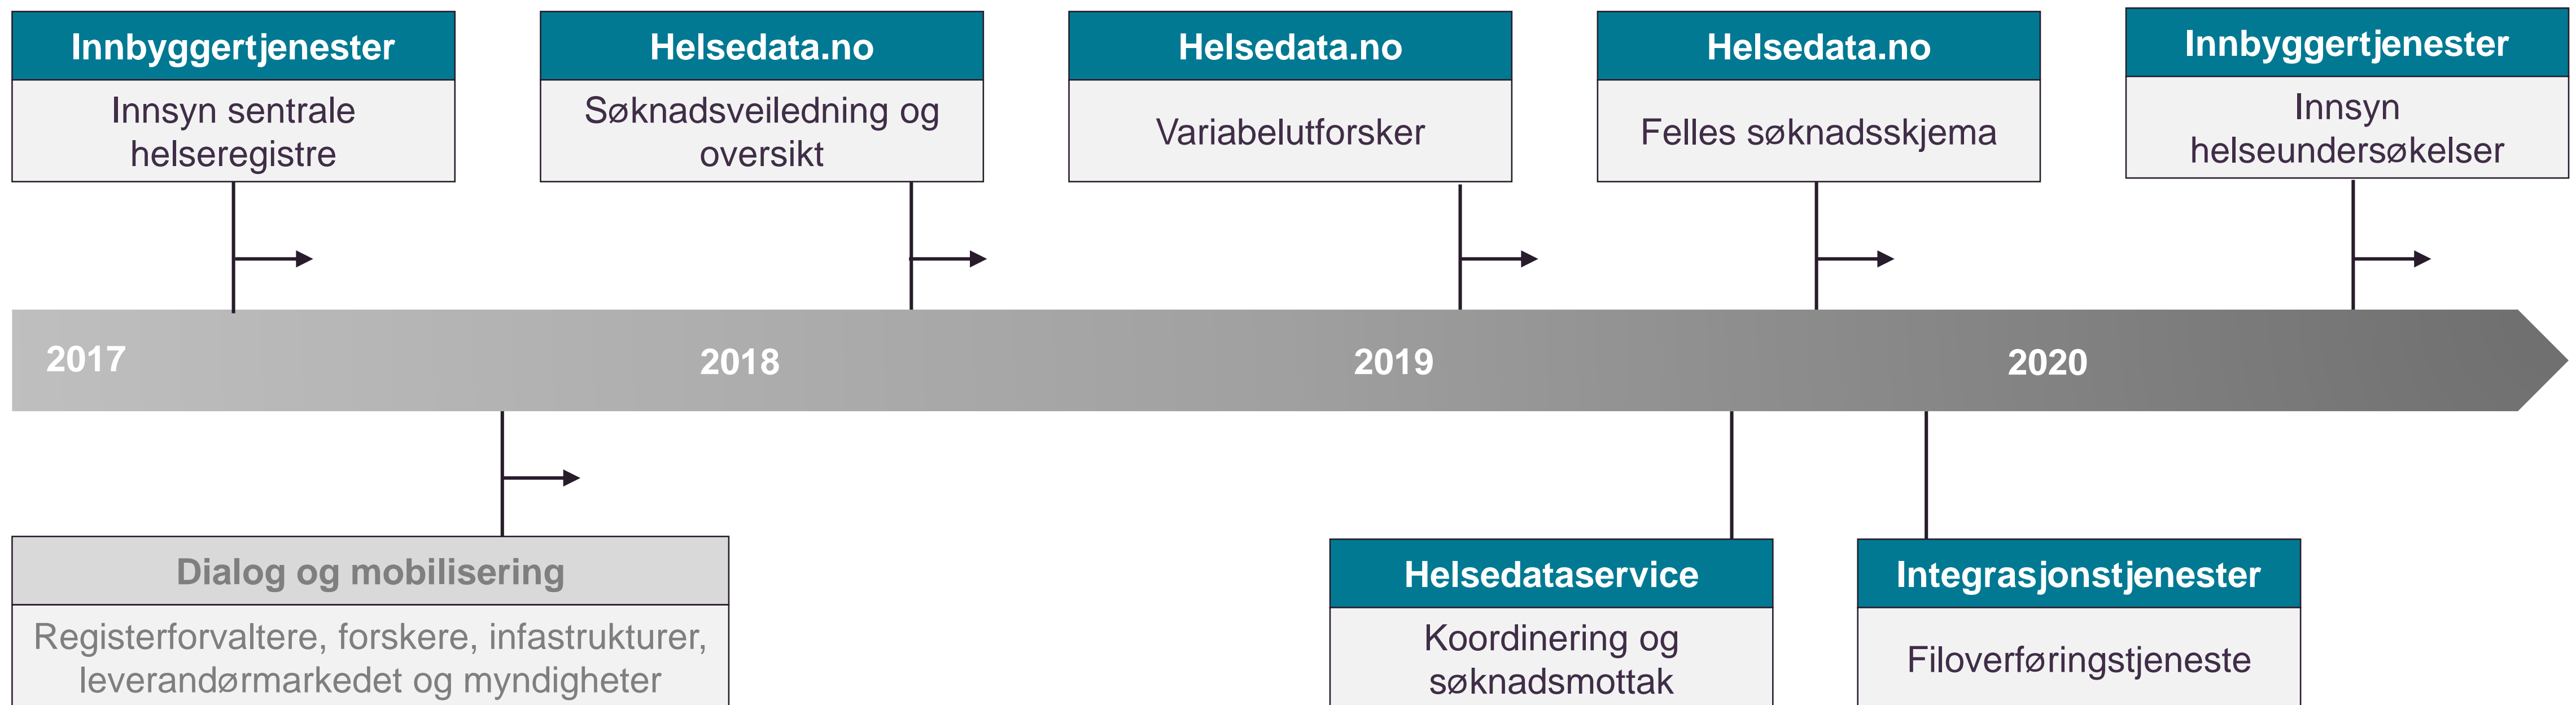 Innbyggertjenester
Innsyn sentrale
helseregistre
Helsedata.no
Søknadsveiledning og
oversikt
Helsedata.no
Variabelutforsker
Helsedata.no
Felles søknadsskjema
Innbyggertjenester
Innsyn
helseundersøkelser
2017
2018
2019
2020
Dialog og mobilisering
Registerforvaltere, forskere, infastrukturer,
leverandørmarkedet og myndigheter
Helsedataservice
Koordinering og
søknadsmottak
Integrasjonstjenester
Filoverføringstjeneste